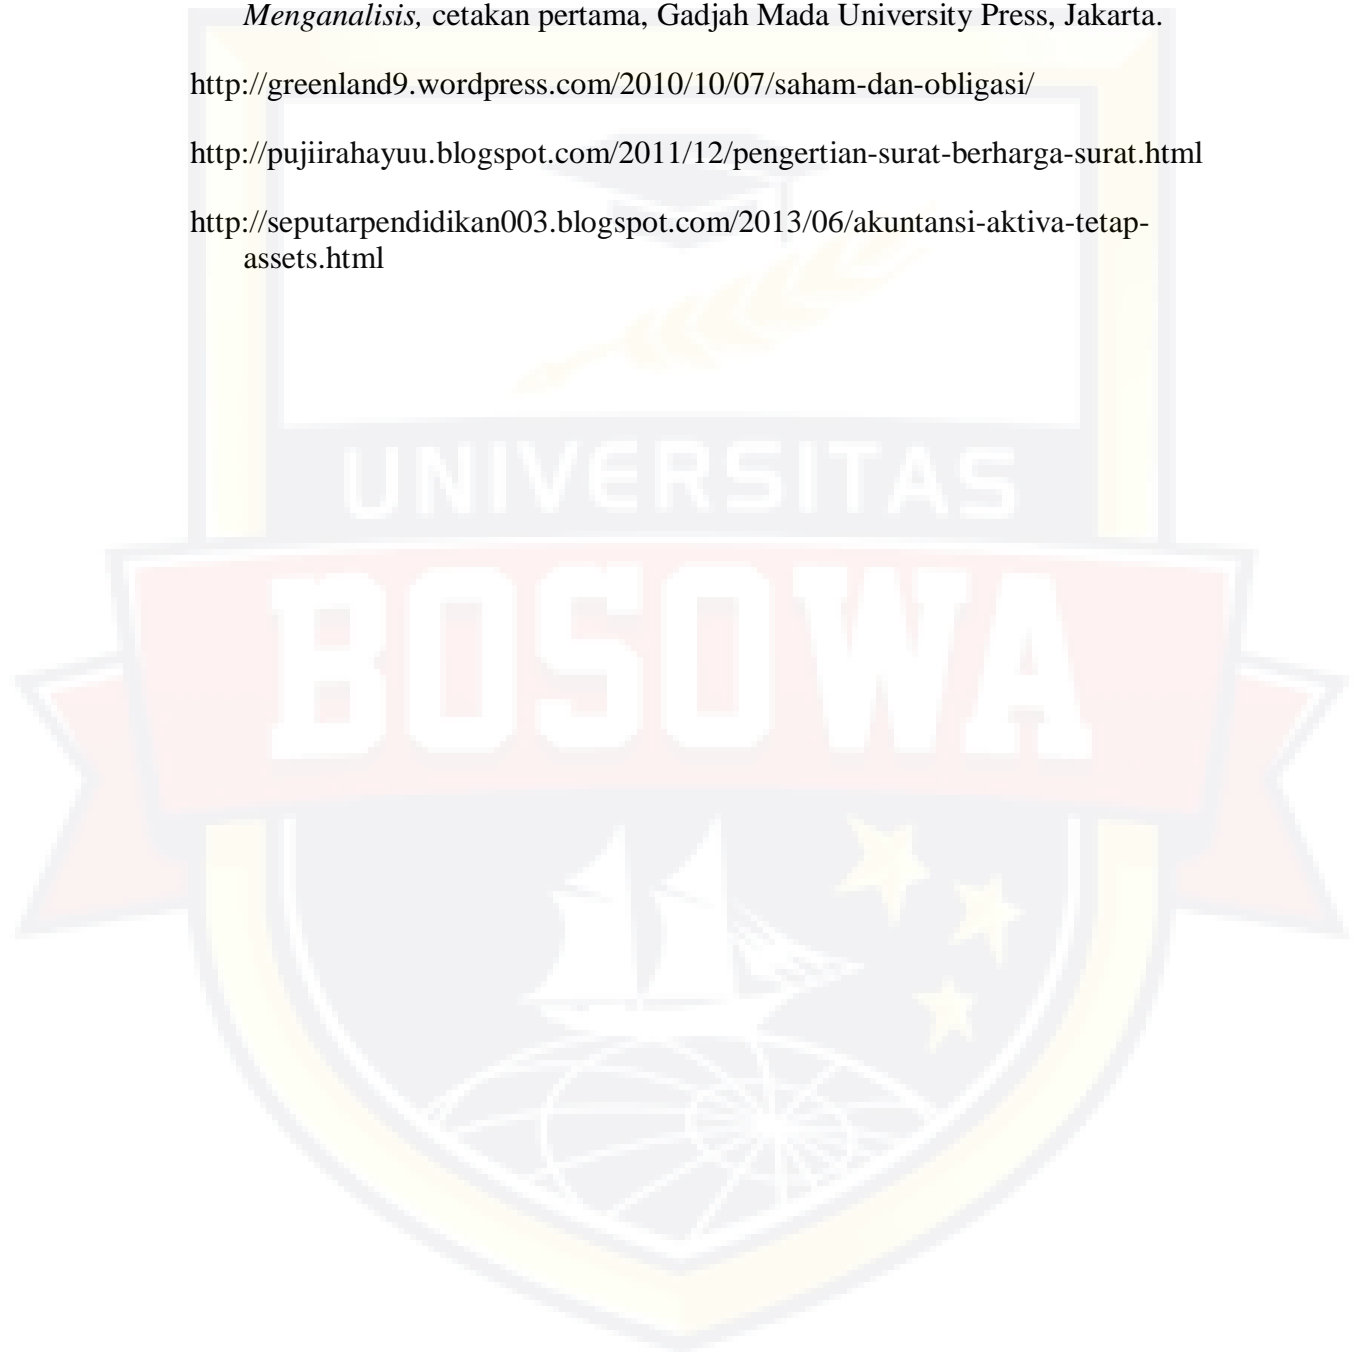 Menganalisis, cetakan pertama, Gadjah Mada University Press, Jakarta.
http://greenland9.wordpress.com/2010/10/07/saham-dan-obligasi/
http://pujiirahayuu.blogspot.com/2011/12/pengertian-surat-berharga-surat.html
http://seputarpendidikan003.blogspot.com/2013/06/akuntansi-aktiva-tetap-
assets.html
UNIVERSITAS
BOSOWA